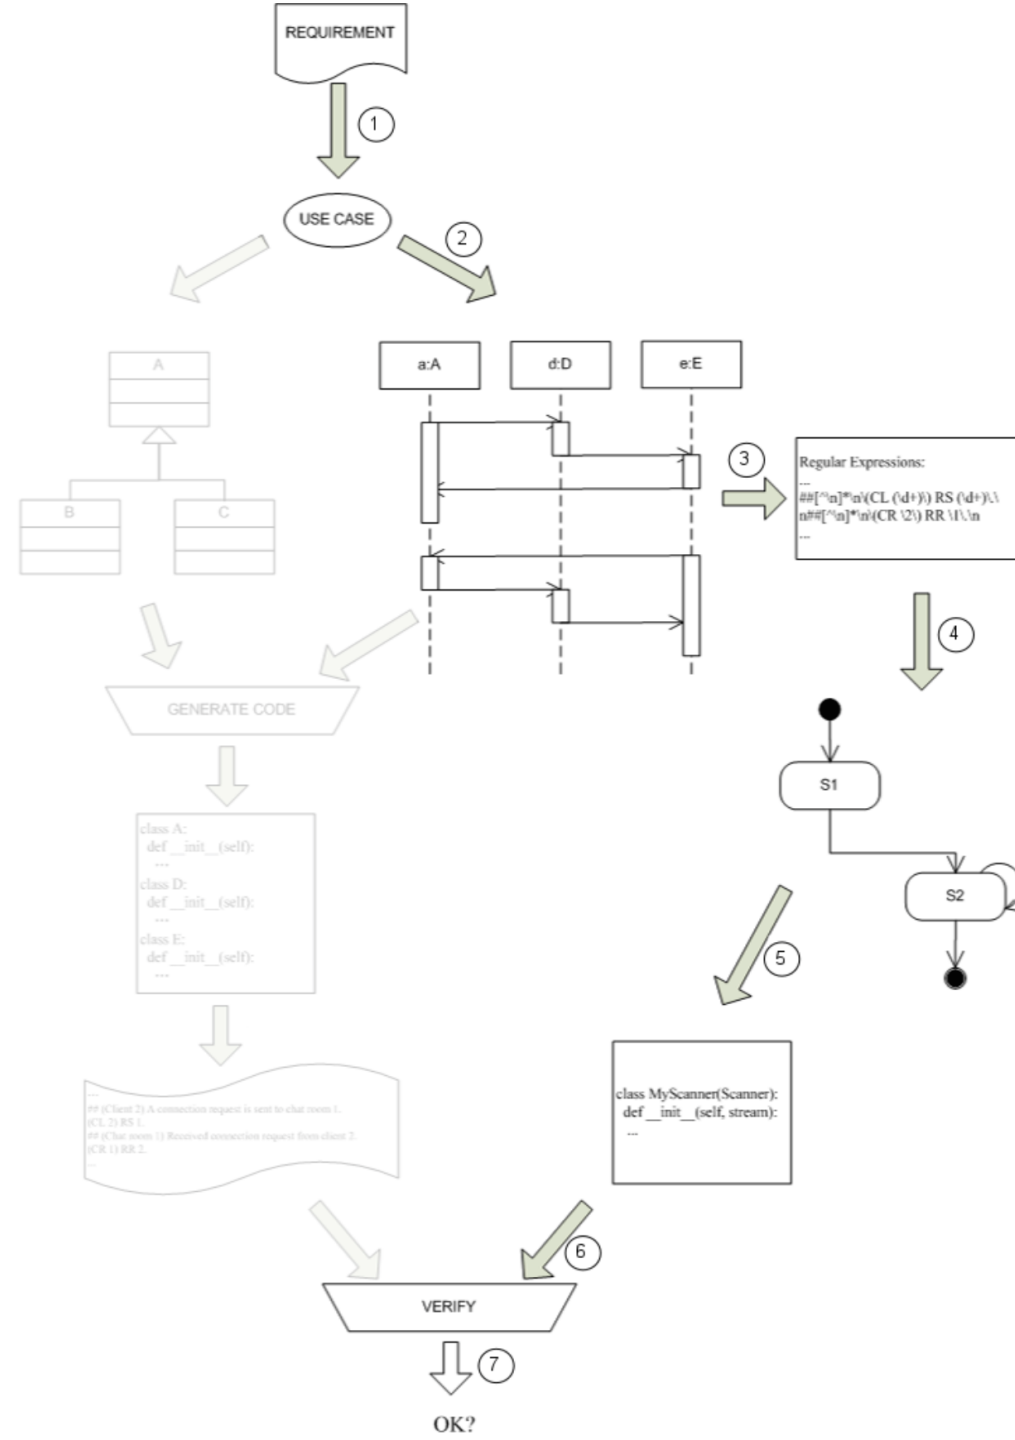 REQUIREMENT
1
USE CASE
2
a:A
d:D
e:E
A
B
C
3
Regular Expressions:
...
##[^\n]*\n\(CL (\d+)\) RS (\d+)\.\
n##[^\n]*\n\(CR \2\) RR \1\.\n
...
4
GENERATE CODE
S1
S2
class A:
def __init__(self):
...
class D:
def __init__(self):
...
class E:
def __init__(self):
...
5
class MyScanner(Scanner):
def __init__(self, stream):
...
...
## (Client 2) A connection request is sent to chat room 1.
(CL 2) RS 1.
## (Chat room 1) Received connection request from client 2.
(CR 1) RR 2.
...
6
VERIFY
7
OK?